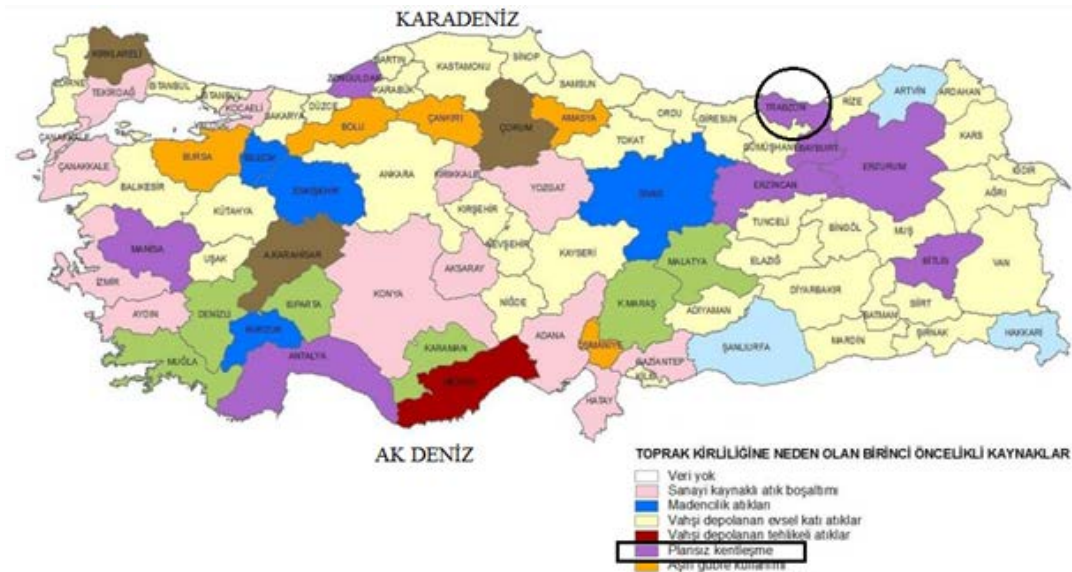 KARADENİZ
KIRKLARELİ
EDİRNE
TEKİRDAĞ
İSTANBUL
İSTANBUL
KOCAELİ
SAKARYA
DÜZCE
ZONGULDAK
BARTIN
KARABÜK
KASTAMONU
SİNOP
SAMSUN
ORDU
GİRESUN
TRABZON
RİZE
ARTVİN
ARDAHAN
ÇANAKKALE
ÇANAKKALE
BURSA
BİLECİK
BOLU
ÇANKIRI
ÇORUM
AMASYA
TOKAT
GÜMÜŞHANE
BAYBURT
ERZURUM
KARS
IĞDIR
BALIKESİR
ESKİŞEHİR
ANKARA
KIRIKKALE
YOZGAT
SİVAS
ERZİNCAN
AĞRI
KÜTAHYA
KIRŞEHİR
TUNCELİ
BİNGÖL
MUŞ
MANİSA
UŞAK
A.KARAHİSAR
NEVŞEHİR
KAYSERİ
MALATYA
ELAZIĞ
BİTLİS
VAN
İZMİR
AKSARAY
KONYA
DİYARBAKIR
AYDIN
DENİZLİ
ISPARTA
NİĞDE
K.MARAŞ
ADIYAMAN
BATMAN
SİİRT
MUĞLA
BURDUR
ANTALYA
KARAMAN
ADANA
OSMANİYE
GAZİANTEP
ŞANLIURFA
MARDİN
ŞIRNAK
HAKKARİ
MERSİN
KİLİS
HATAY
AK DENİZ
TOPRAK KİRLİLİĞİNE NEDEN OLAN BİRİNCİ ÖNCELİKLİ KAYNAKLAR
Veri yok
Sanayi kaynaklı atık boşaltımı
Madencilik atıkları
Vahşi depolanan evsel katı atıklar
Vahşi depolanan tehlikeli atıklar
Plansız kentleşme
Aşırı gübre kullanımı